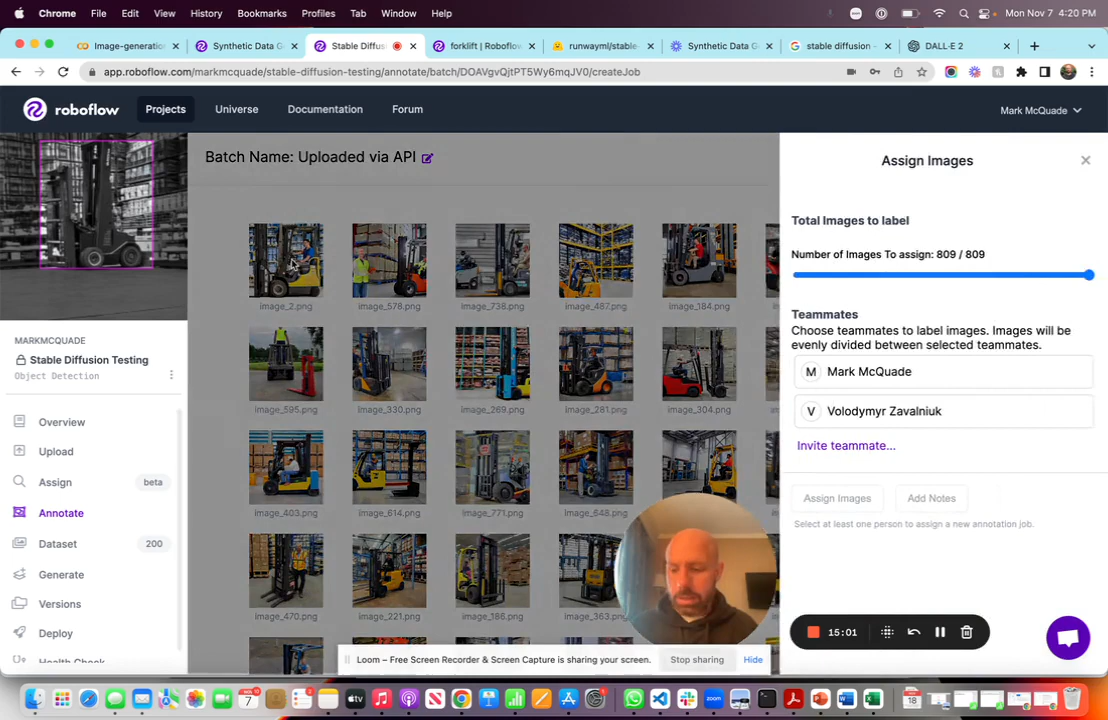 Chrome File Edit View History Bookmarks Profiles Tab Window Help Mon Nov 7 4:20 PM
Image-generation Synthetic Data G Stable Diffus forklift | Roboflow runwayml/stable- Synthetic Data G stable diffusion - DALL·E 2
app.roboflow.com/markmcquade/stable-diffusion-testing/annotate/batch/DOAVgvQjtPT5Wy6mqJV0/createJob
roboflow Projects Universe Documentation Forum Mark McQuade
Batch Name: Uploaded via API
Assign Images
Total Images to label
Number of Images To assign: 809 / 809
Teammates
Choose teammates to label images. Images will be
evenly divided between selected teammates.
M Mark McQuade
V Volodymyr Zavalniuk
Invite teammate...
Assign Images Add Notes
Select at least one person to assign a new annotation job.
image_2.png image_578.png image_738.png image_487.png image_184.png
image_595.png image_330.png image_269.png image_281.png image_304.png
image_403.png image_614.png image_771.png image_648.png
image_470.png image_221.png image_186.png image_363.png
MARKMCQUADE
Stable Diffusion Testing
Object Detection
Overview
Upload
Assign beta
Annotate
Dataset 200
Generate
Versions
Deploy
Health Check
15:01
Loom – Free Screen Recorder & Screen Capture is sharing your screen. Stop sharing Hide